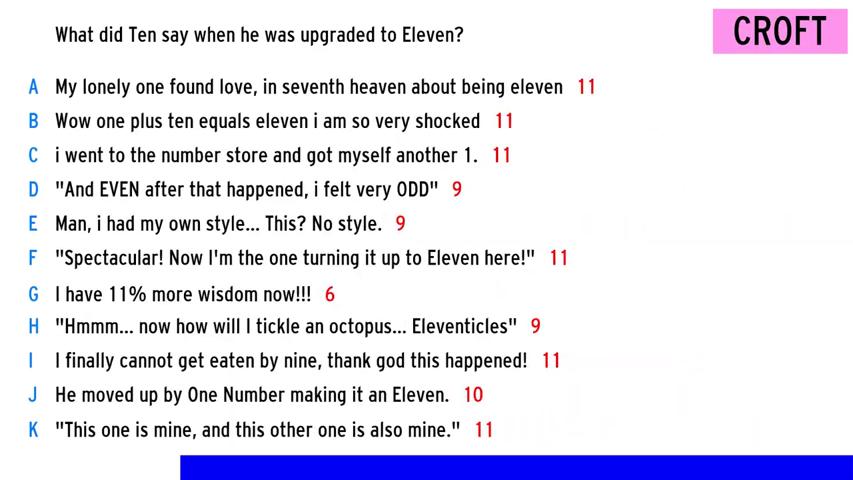 What did Ten say when he was upgraded to Eleven?
CROFT
A My lonely one found love, in seventh heaven about being eleven 11
B Wow one plus ten equals eleven i am so very shocked 11
C i went to the number store and got myself another 1. 11
D "And EVEN after that happened, i felt very ODD" 9
E Man, i had my own style... This? No style. 9
F "Spectacular! Now I'm the one turning it up to Eleven here!" 11
G I have 11% more wisdom now!!! 6
H "Hmmm... now how will I tickle an octopus... Eleventicles" 9
I I finally cannot get eaten by nine, thank god this happened! 11
J He moved up by One Number making it an Eleven. 10
K "This one is mine, and this other one is also mine." 11